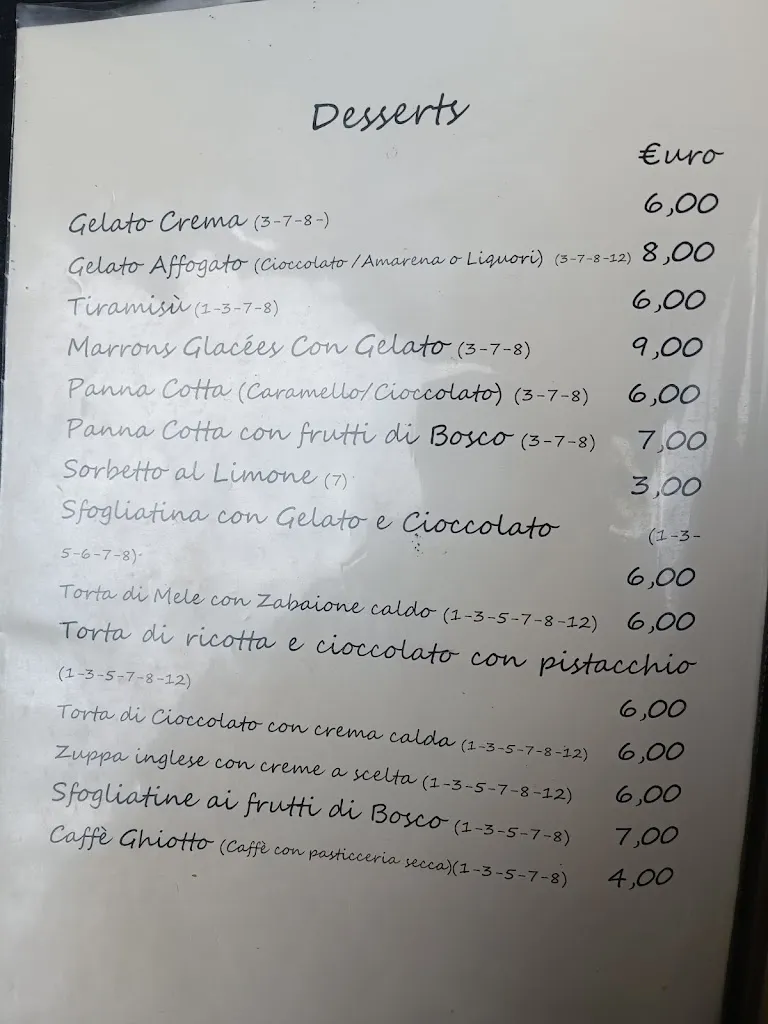 Desserts
€uro
Gelato Crema (3-7-8-) 6,00
Gelato Affogato (Cioccolato /Amarena o Liquori) (3-7-8-12) 8,00
Tiramisù (1-3-7-8) 6,00
Marrons Glacées Con Gelato (3-7-8) 9,00
Panna Cotta (Caramello/Cioccolato) (3-7-8) 6,00
Panna Cotta con frutti di Bosco (3-7-8) 7,00
Sorbetto al Limone (7) 3,00
Sfogliatina con Gelato e Cioccolato (1-3-
5-6-7-8)
6,00
Torta di Mele con Zabaione caldo (1-3-5-7-8-12) 6,00
Torta di ricotta e cioccolato con pistacchio
(1-3-5-7-8-12)
6,00
Torta di Cioccolato con crema calda (1-3-5-7-8-12) 6,00
Zuppa inglese con creme a scelta (1-3-5-7-8-12) 6,00
Sfogliatine ai frutti di Bosco (1-3-5-7-8) 7,00
Caffè Ghiotto (Caffè con pasticceria secca)(1-3-5-7-8) 4,00